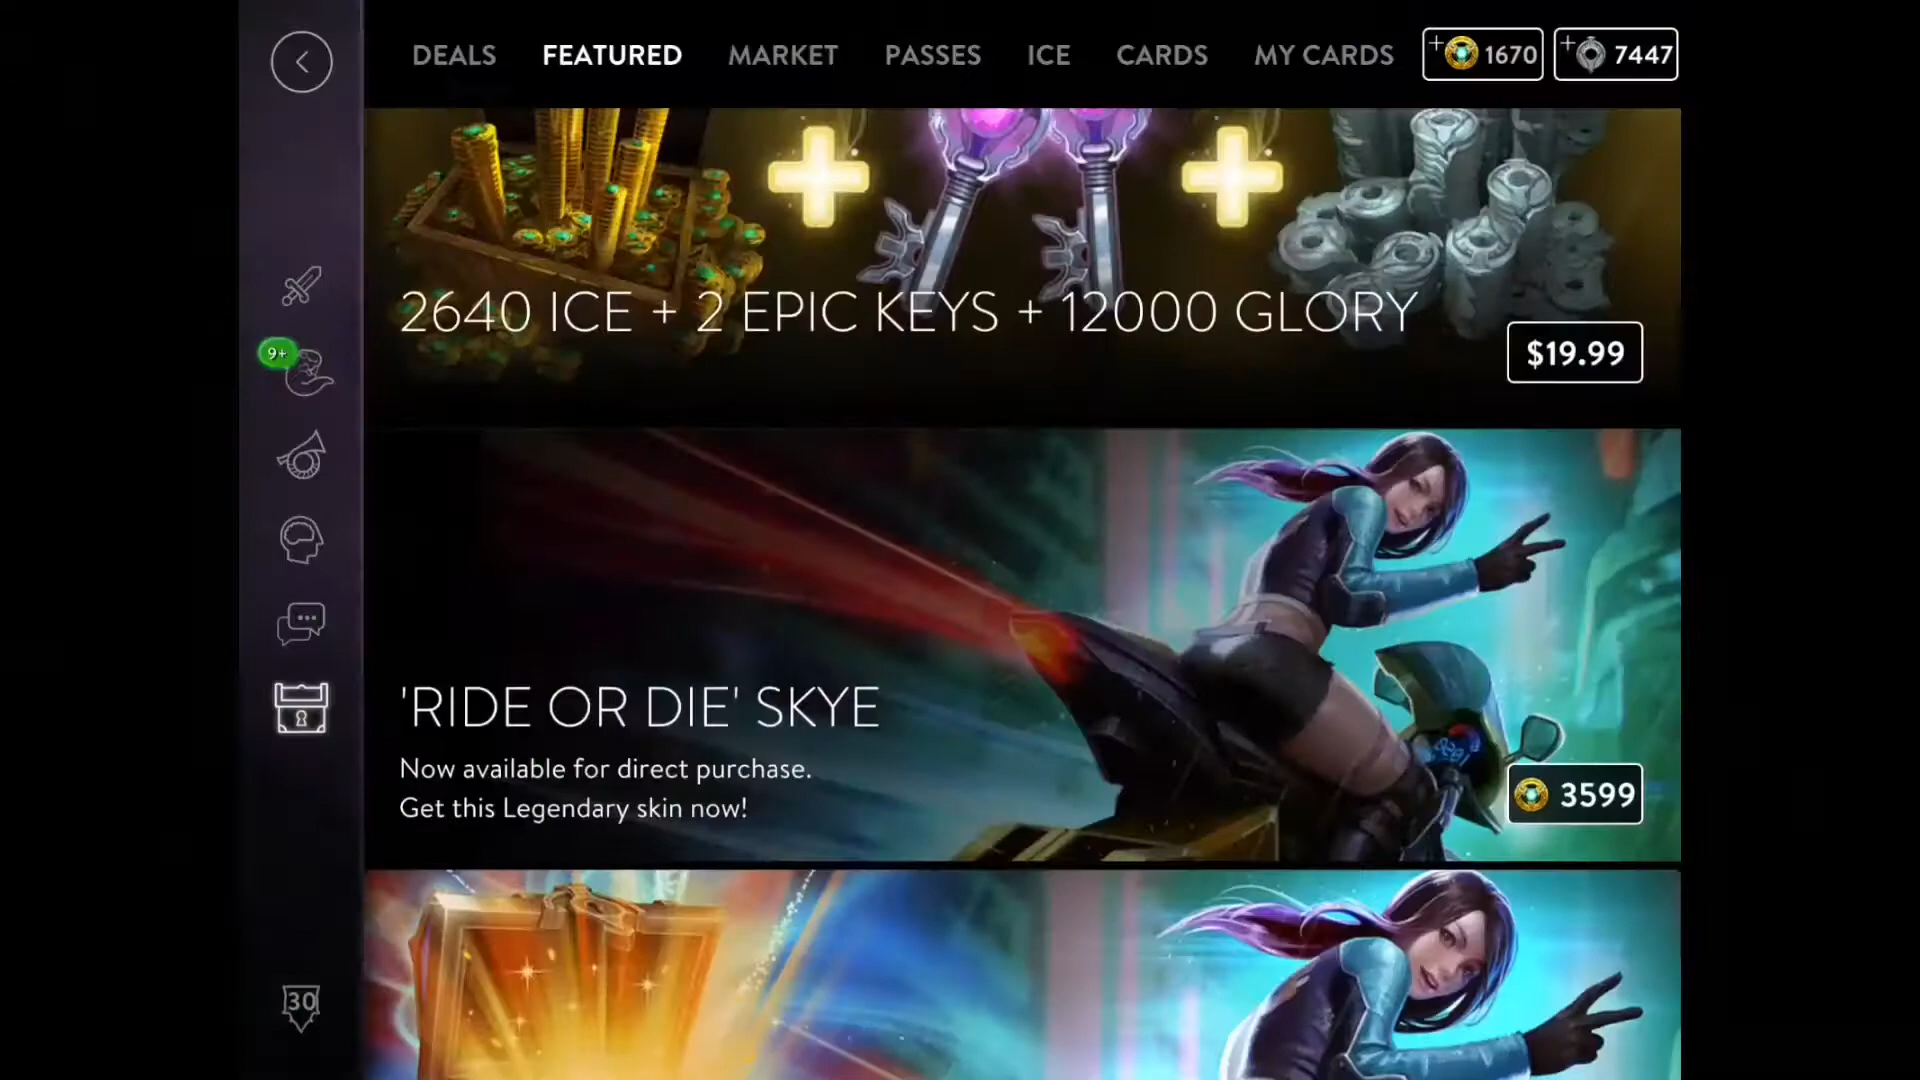 DEALS FEATURED MARKET PASSES ICE CARDS MY CARDS +1670 +7447
2640 ICE + 2 EPIC KEYS + 12000 GLORY
$19.99
9+
'RIDE OR DIE' SKYE
Now available for direct purchase.
Get this Legendary skin now!
3599
30